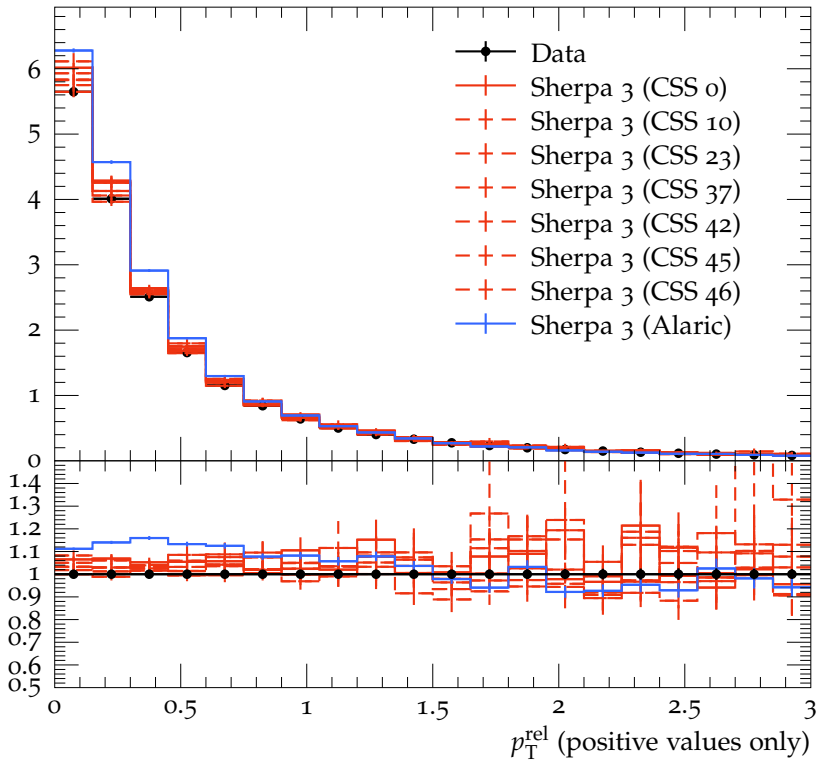 6
5
4
3
2
1
0
Data
Sherpa 3 (CSS 0)
Sherpa 3 (CSS 10)
Sherpa 3 (CSS 23)
Sherpa 3 (CSS 37)
Sherpa 3 (CSS 42)
Sherpa 3 (CSS 45)
Sherpa 3 (CSS 46)
Sherpa 3 (Alaric)
1.4
1.3
1.2
1.1
1
0.9
0.8
0.7
0.6
0.5
0 0.5 1 1.5 2 2.5 3
p_T^rel (positive values only)